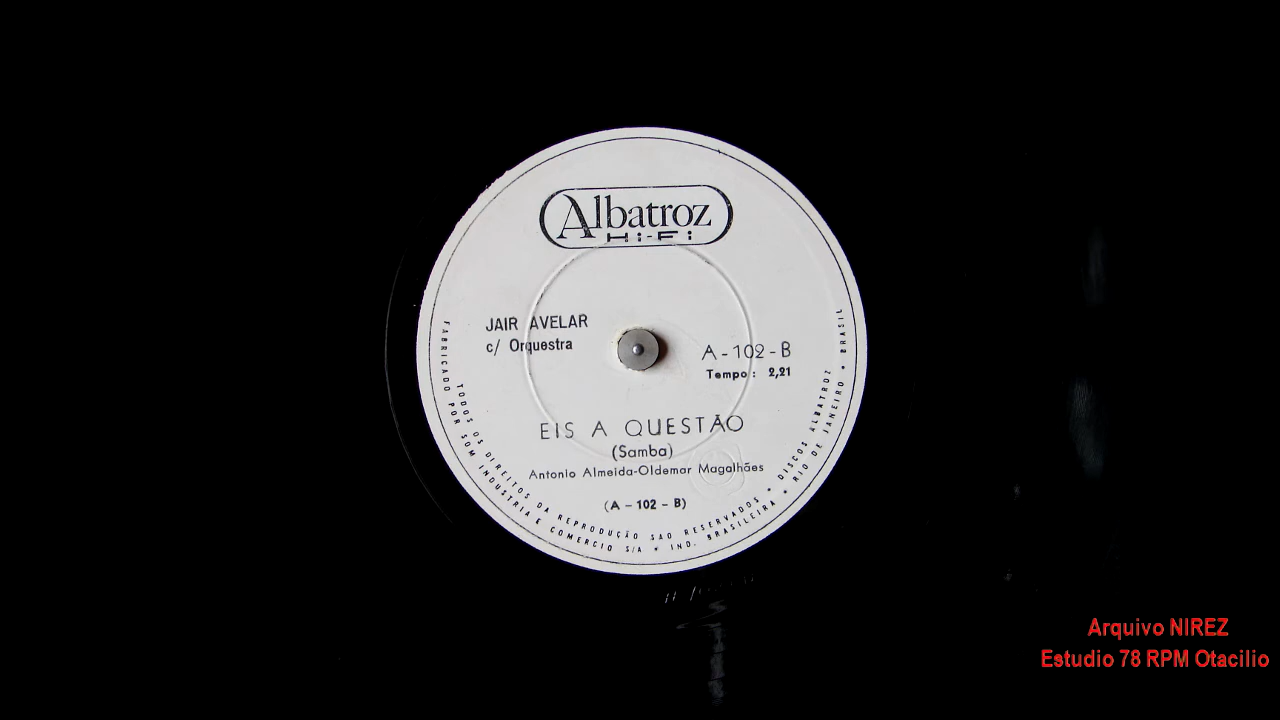 Albatroz
Hi-Fi
JAIR AVELAR
c/ Orquestra
A-102-B
Tempo: 2,21
EIS A QUESTÃO
(Samba)
Antonio Almeida-Oldemar Magalhães
(A-102-B)
TODOS OS DIREITOS DA REPRODUÇÃO SAO RESERVADOS • DISCOS ALBATROZ
FABRICADO POR SOM INDUSTRIA E COMERCIO S/A • IND. BRASILEIRA • RIO DE JANEIRO • BRASIL
Arquivo NIREZ
Estudio 78 RPM Otacilio